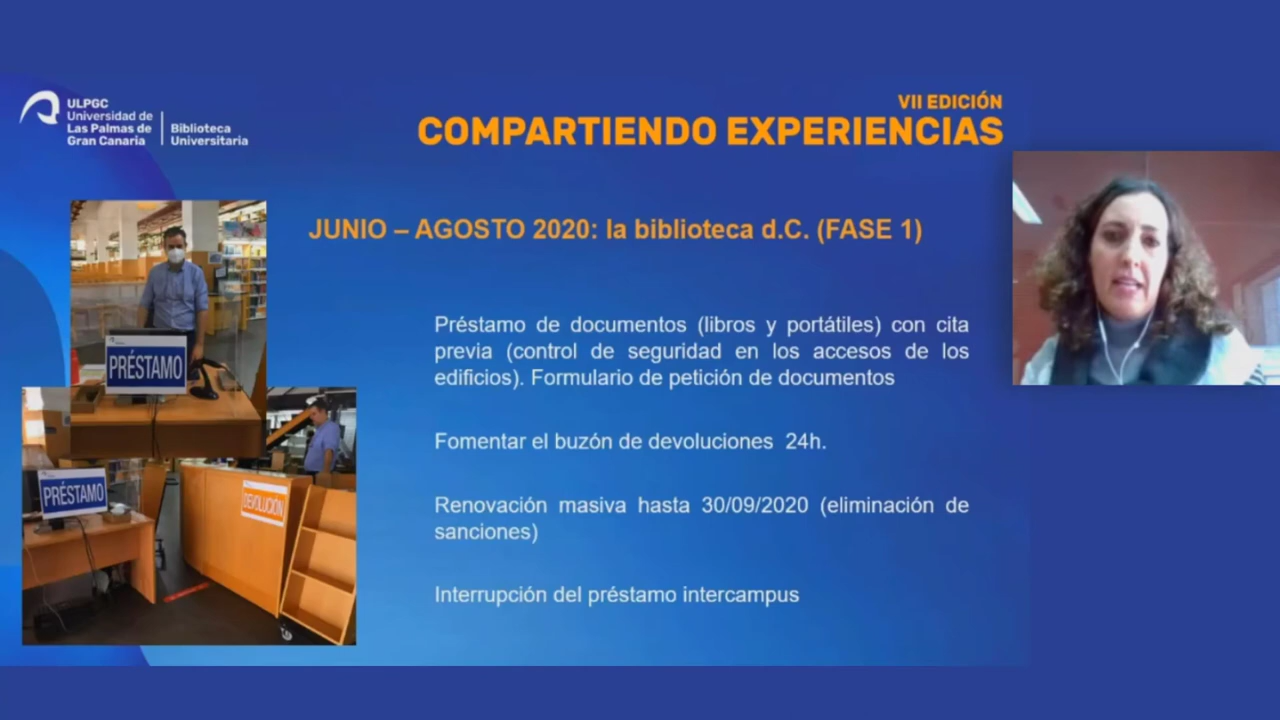 ULPGC
Universidad de
Las Palmas de
Gran Canaria
Biblioteca
Universitaria
VII EDICIÓN
COMPARTIENDO EXPERIENCIAS
JUNIO – AGOSTO 2020: la biblioteca d.C. (FASE 1)
PRÉSTAMO
PRÉSTAMO
DEVOLUCIÓN
Préstamo de documentos (libros y portátiles) con cita
previa (control de seguridad en los accesos de los
edificios). Formulario de petición de documentos
Fomentar el buzón de devoluciones 24h.
Renovación masiva hasta 30/09/2020 (eliminación de
sanciones)
Interrupción del préstamo intercampus